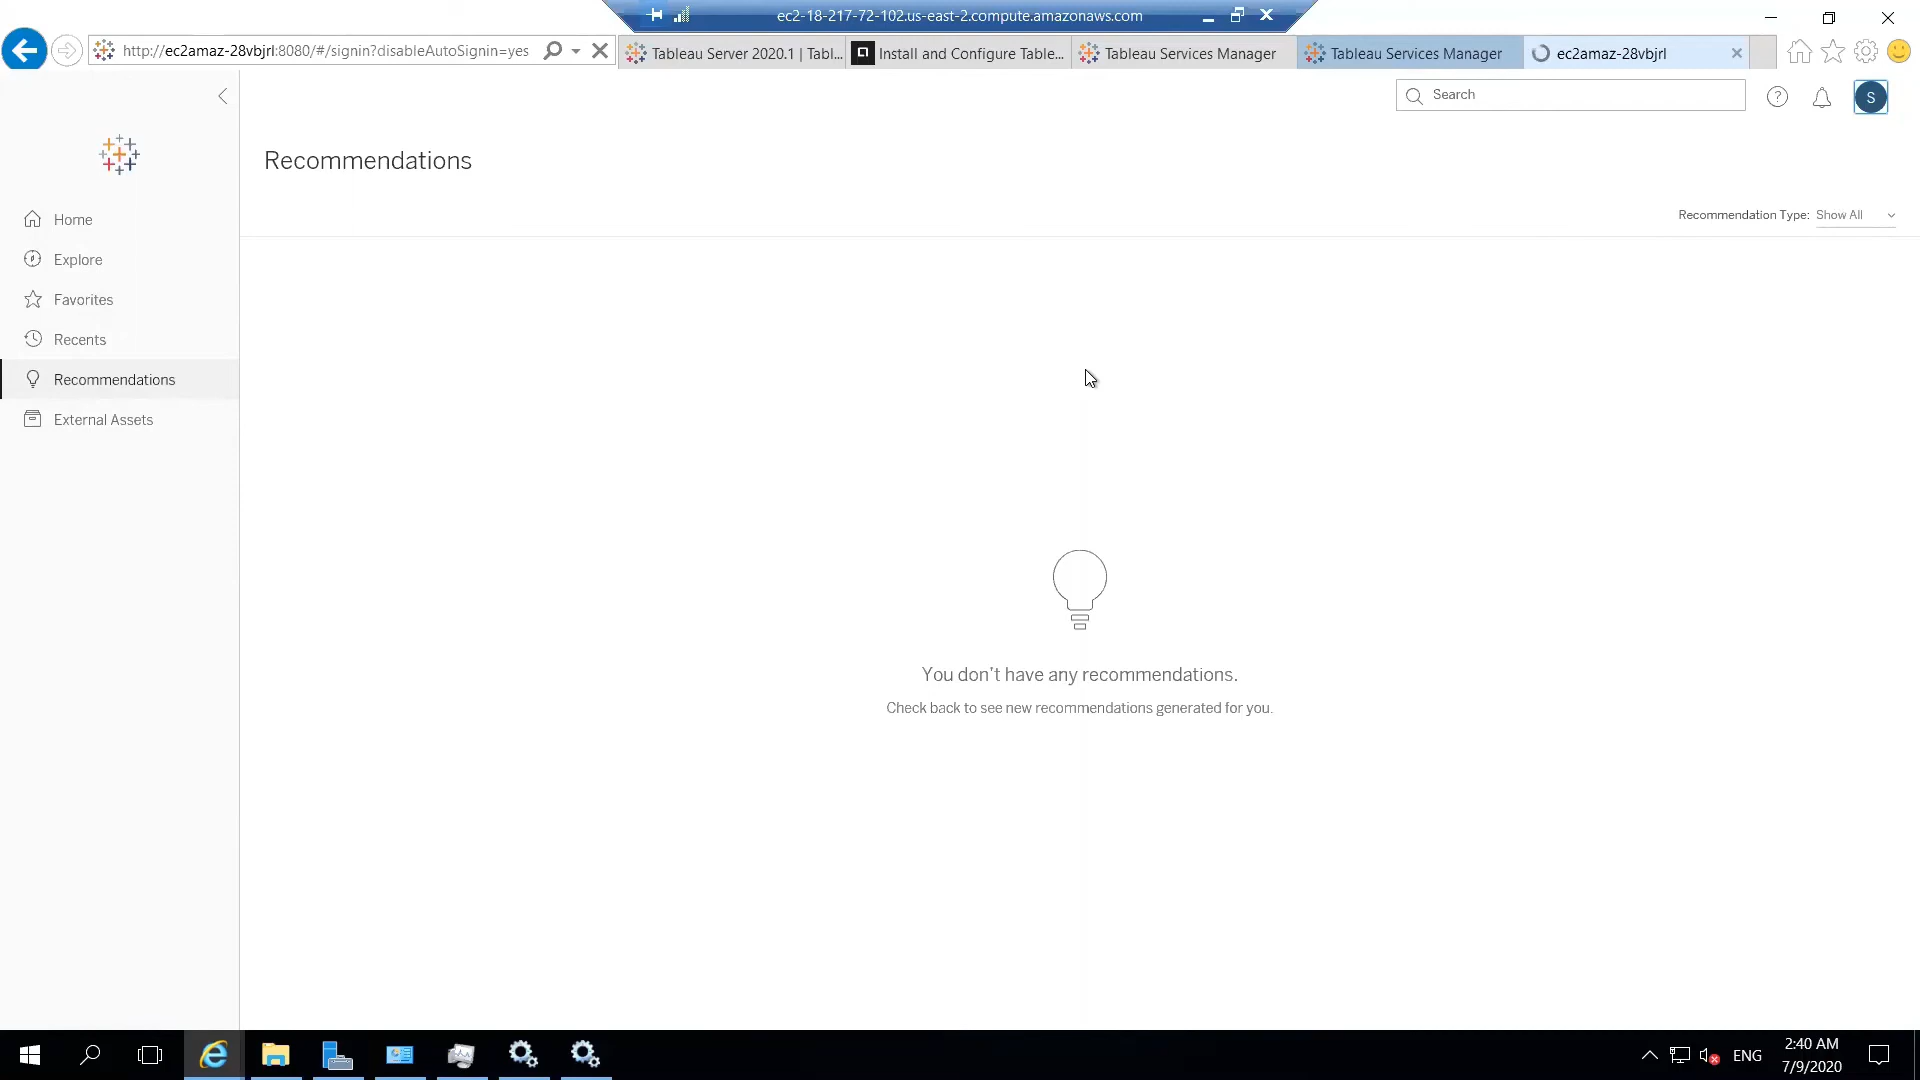 ec2-18-217-72-102.us-east-2.compute.amazonaws.com
http://ec2amaz-28vbjrl:8080/#/signin?disableAutoSignin=yes
Tableau Server 2020.1 | Tabl...
Install and Configure Table...
Tableau Services Manager
Tableau Services Manager
ec2amaz-28vbjrl
Search
S
Recommendations
Recommendation Type: Show All
Home
Explore
Favorites
Recents
Recommendations
External Assets
You don't have any recommendations.
Check back to see new recommendations generated for you.
ENG
2:40 AM
7/9/2020